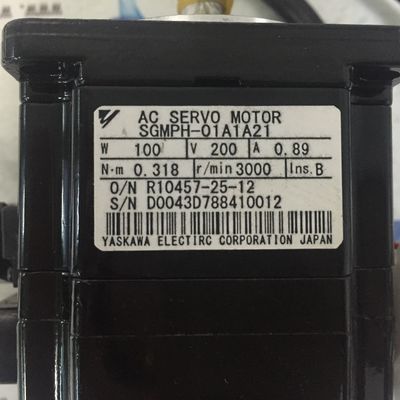 AC SERVO MOTOR
SGMPH-01A1A21
W 100 V 200 A 0.89
N·m 0.318 r/min 3000 Ins. B
O/N R10457-25-12
S/N D0043D788410012
YASKAWA ELECTIRC CORPORATION JAPAN